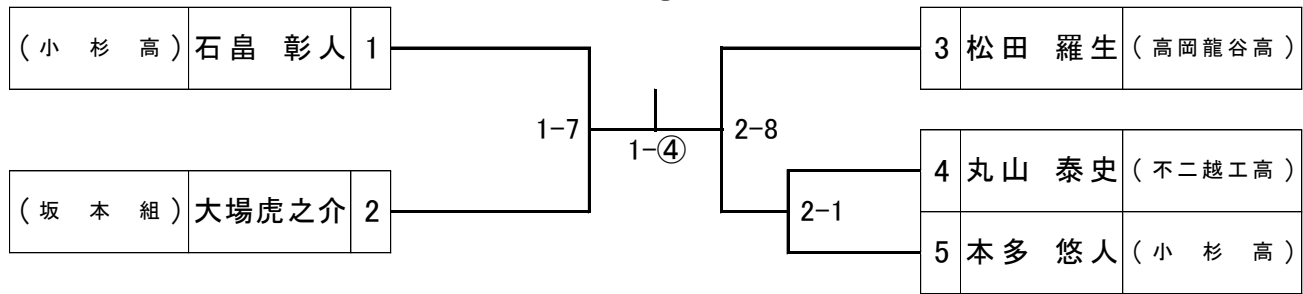 (小 杉 高) 石畠 彰人 1
1-7
(坂 本 組) 大場虎之介 2
1-④
3 松田 羅生 (高岡龍谷高)
2-8
4 丸山 泰史 (不二越工高)
2-1
5 本多 悠人 (小 杉 高)